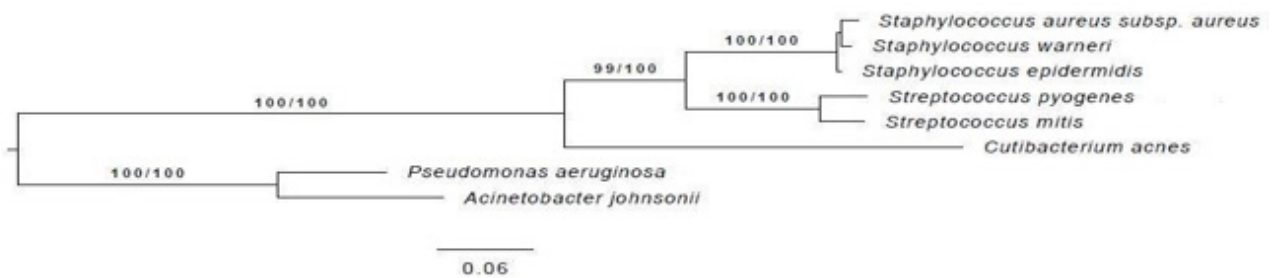 Staphylococcus aureus subsp. aureus
100/100
Staphylococcus warneri
99/100
Staphylococcus epidermidis
100/100
100/100
Streptococcus pyogenes
Streptococcus mitis
Cutibacterium acnes
100/100
Pseudomonas aeruginosa
Acinetobacter johnsonii
0.06